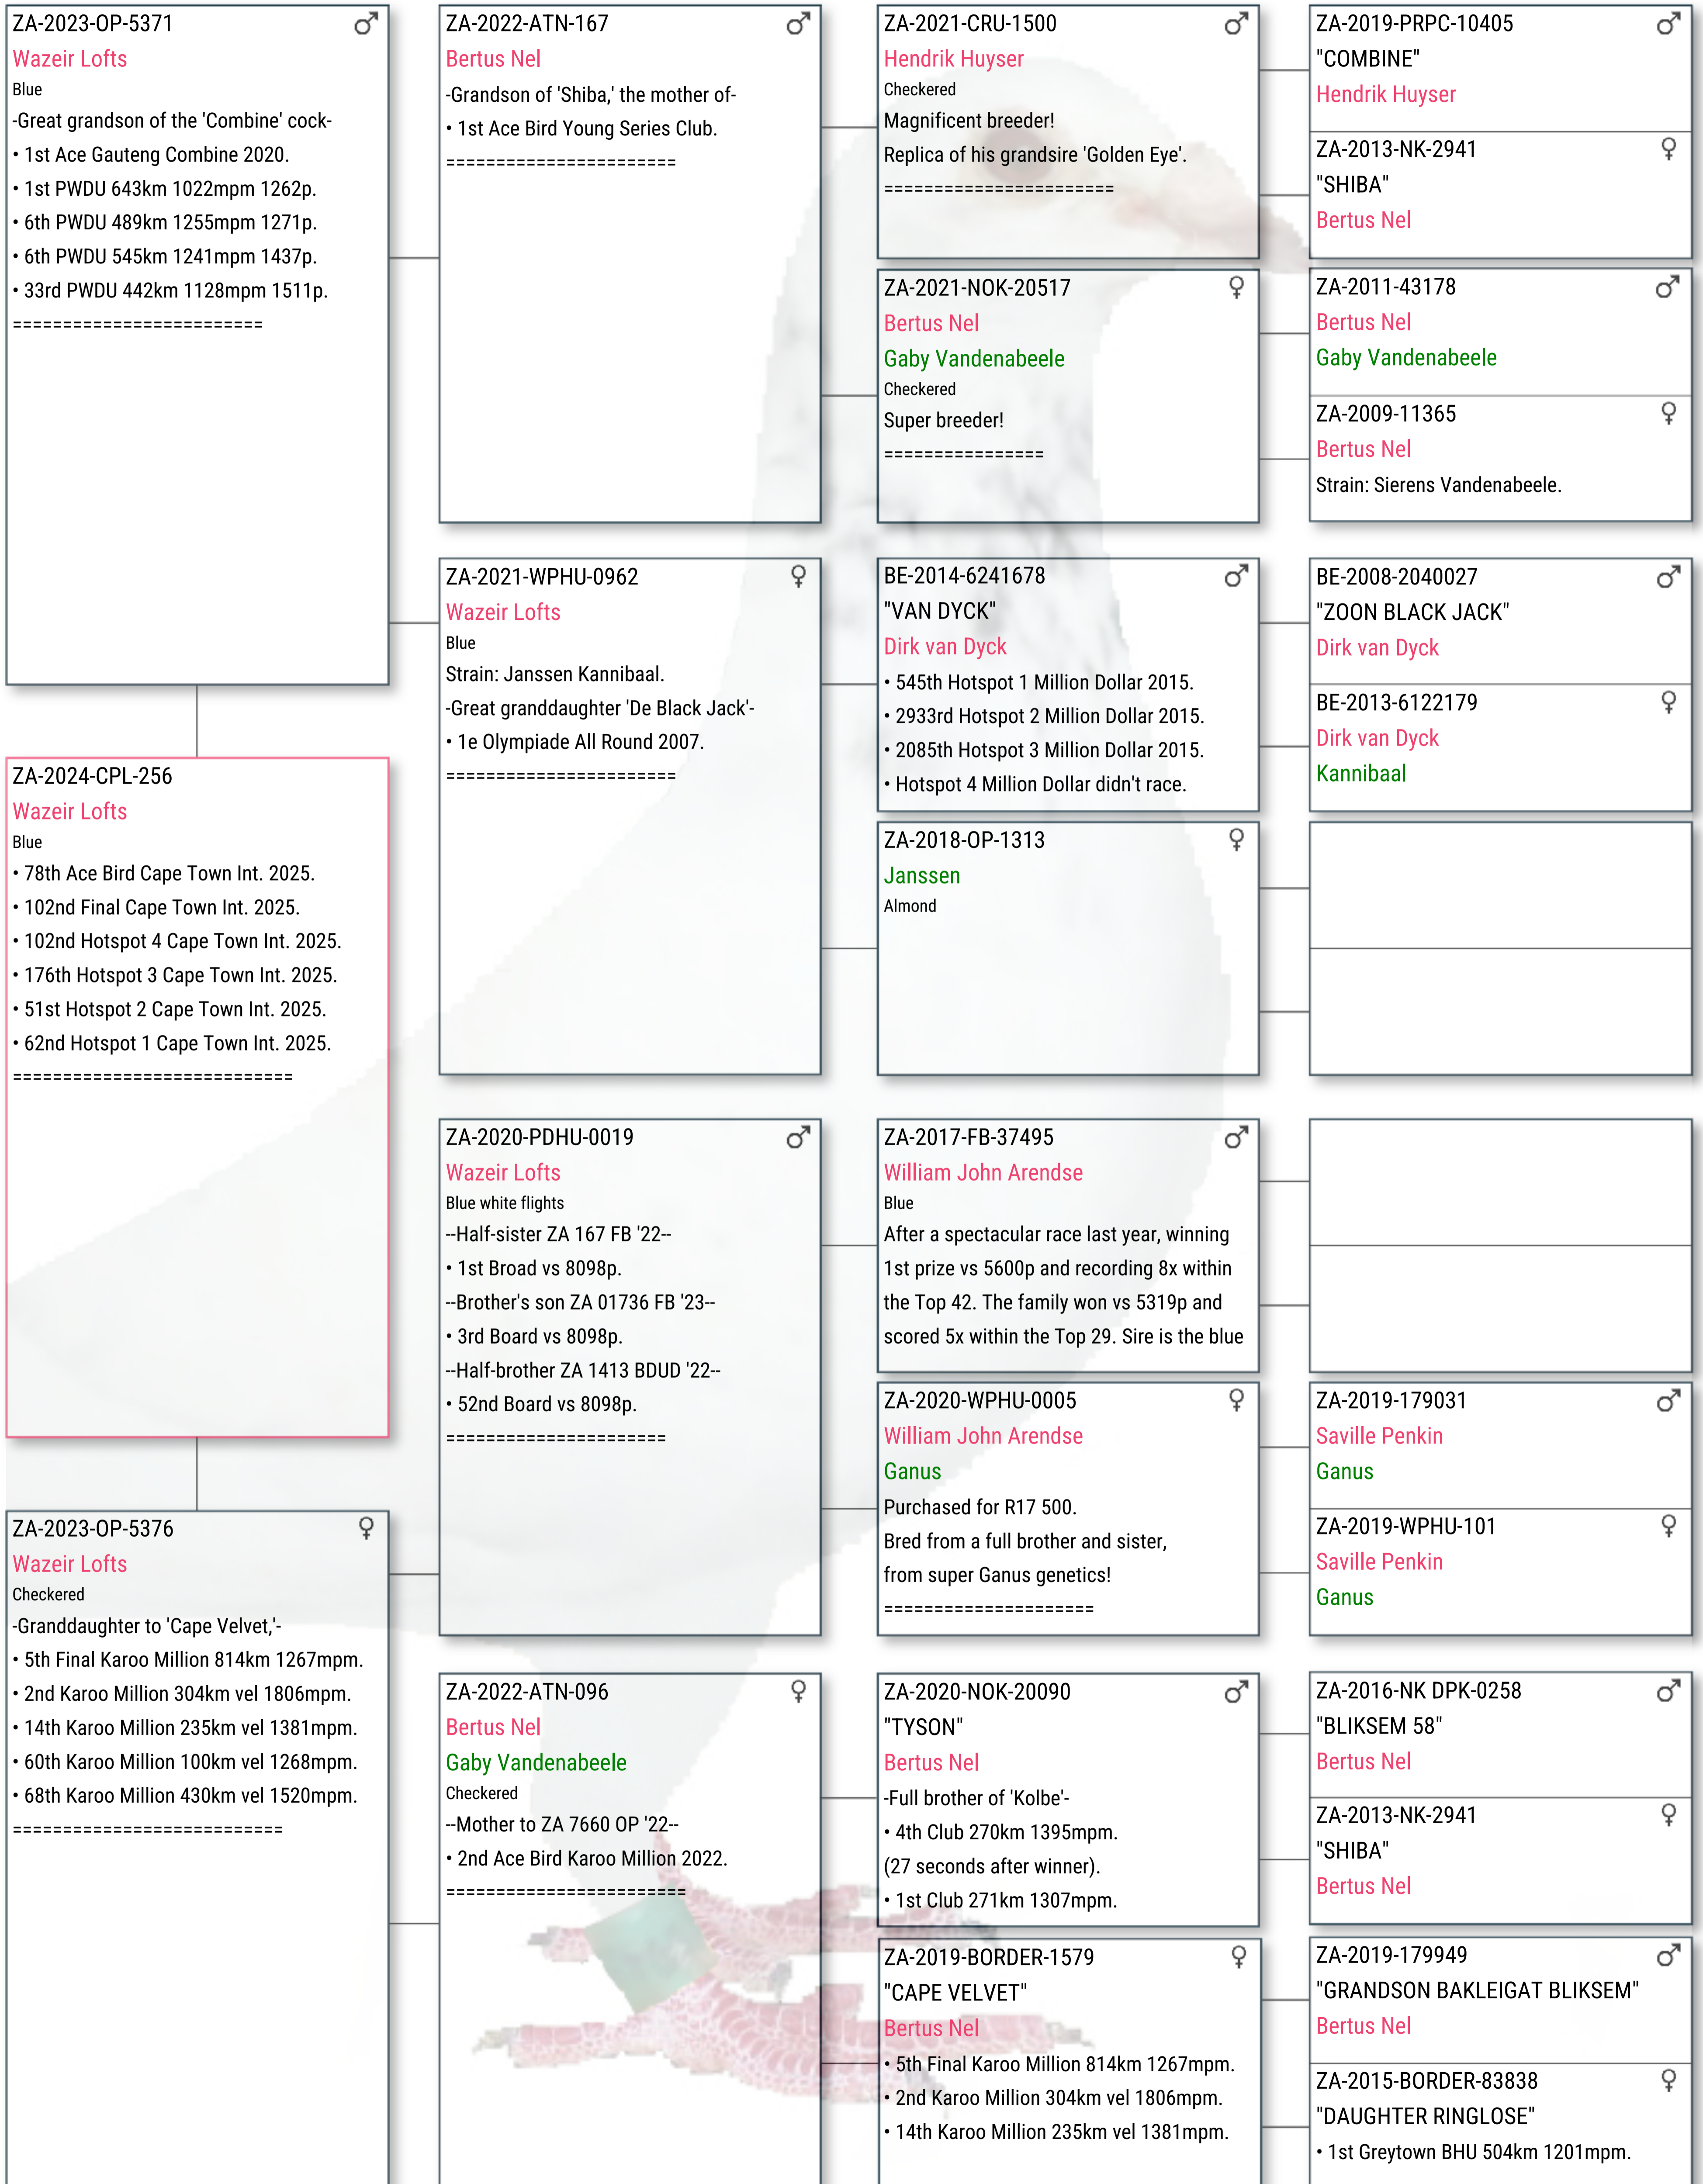 ZA-2023-OP-5371 ♂
Wazeir Lofts
Blue
-Great grandson of the 'Combine' cock-
• 1st Ace Gauteng Combine 2020.
• 1st PWDU 643km 1022mpm 1262p.
• 6th PWDU 489km 1255mpm 1271p.
• 6th PWDU 545km 1241mpm 1437p.
• 33rd PWDU 442km 1128mpm 1511p.
=========================
ZA-2024-CPL-256
Wazeir Lofts
Blue
• 78th Ace Bird Cape Town Int. 2025.
• 102nd Final Cape Town Int. 2025.
• 102nd Hotspot 4 Cape Town Int. 2025.
• 176th Hotspot 3 Cape Town Int. 2025.
• 51st Hotspot 2 Cape Town Int. 2025.
• 62nd Hotspot 1 Cape Town Int. 2025.
============================
ZA-2023-OP-5376 ♀
Wazeir Lofts
Checkered
-Granddaughter to 'Cape Velvet,'-
• 5th Final Karoo Million 814km 1267mpm.
• 2nd Karoo Million 304km vel 1806mpm.
• 14th Karoo Million 235km vel 1381mpm.
• 60th Karoo Million 100km vel 1268mpm.
• 68th Karoo Million 430km vel 1520mpm.
===========================
ZA-2022-ATN-167 ♂
Bertus Nel
-Grandson of 'Shiba,' the mother of-
• 1st Ace Bird Young Series Club.
=======================
ZA-2021-WPHU-0962 ♀
Wazeir Lofts
Blue
Strain: Janssen Kannibaal.
-Great granddaughter 'De Black Jack'-
• 1e Olympiade All Round 2007.
=======================
ZA-2020-PDHU-0019 ♂
Wazeir Lofts
Blue white flights
--Half-sister ZA 167 FB '22--
• 1st Broad vs 8098p.
--Brother's son ZA 01736 FB '23--
• 3rd Board vs 8098p.
--Half-brother ZA 1413 BDUD '22--
• 52nd Board vs 8098p.
======================
ZA-2022-ATN-096 ♀
Bertus Nel
Gaby Vandenabeele
Checkered
--Mother to ZA 7660 OP '22--
• 2nd Ace Bird Karoo Million 2022.
========================
ZA-2021-CRU-1500 ♂
Hendrik Huyser
Checkered
Magnificent breeder!
Replica of his grandsire 'Golden Eye'.
=======================
ZA-2021-NOK-20517 ♀
Bertus Nel
Gaby Vandenabeele
Checkered
Super breeder!
================
BE-2014-6241678 ♂
"VAN DYCK"
Dirk van Dyck
• 545th Hotspot 1 Million Dollar 2015.
• 2933rd Hotspot 2 Million Dollar 2015.
• 2085th Hotspot 3 Million Dollar 2015.
• Hotspot 4 Million Dollar didn't race.
ZA-2018-OP-1313 ♀
Janssen
Almond
ZA-2017-FB-37495 ♂
William John Arendse
Blue
After a spectacular race last year, winning
1st prize vs 5600p and recording 8x within
the Top 42. The family won vs 5319p and
scored 5x within the Top 29. Sire is the blue
ZA-2020-WPHU-0005 ♀
William John Arendse
Ganus
Purchased for R17 500.
Bred from a full brother and sister,
from super Ganus genetics!
=====================
ZA-2020-NOK-20090 ♂
"TYSON"
Bertus Nel
-Full brother of 'Kolbe'-
• 4th Club 270km 1395mpm.
(27 seconds after winner).
• 1st Club 271km 1307mpm.
ZA-2019-BORDER-1579 ♀
"CAPE VELVET"
Bertus Nel
• 5th Final Karoo Million 814km 1267mpm.
• 2nd Karoo Million 304km vel 1806mpm.
• 14th Karoo Million 235km vel 1381mpm.
ZA-2019-PRPC-10405 ♂
"COMBINE"
Hendrik Huyser
ZA-2013-NK-2941 ♀
"SHIBA"
Bertus Nel
ZA-2011-43178 ♂
Bertus Nel
Gaby Vandenabeele
ZA-2009-11365 ♀
Bertus Nel
Strain: Sierens Vandenabeele.
BE-2008-2040027 ♂
"ZOON BLACK JACK"
Dirk van Dyck
BE-2013-6122179 ♀
Dirk van Dyck
Kannibaal
ZA-2019-179031 ♂
Saville Penkin
Ganus
ZA-2019-WPHU-101 ♀
Saville Penkin
Ganus
ZA-2016-NK DPK-0258 ♂
"BLIKSEM 58"
Bertus Nel
ZA-2013-NK-2941 ♀
"SHIBA"
Bertus Nel
ZA-2019-179949 ♂
"GRANDSON BAKLEIGAT BLIKSEM"
Bertus Nel
ZA-2015-BORDER-83838 ♀
"DAUGHTER RINGLOSE"
• 1st Greytown BHU 504km 1201mpm.